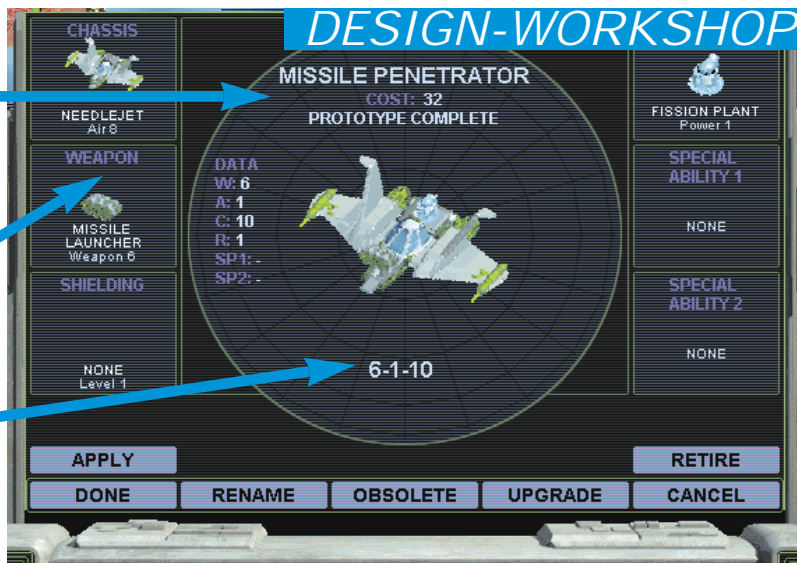 DESIGN-WORKSHOP
CHASSIS
NEEDLEJET
Air 8
WEAPON
MISSILE
LAUNCHER
Weapon 6
SHIELDING
NONE
Level 1
MISSILE PENETRATOR
COST: 32
PROTOTYPE COMPLETE
DATA
W: 6
A: 1
C: 10
R: 1
SP1: -
SP2: -
6-1-10
FISSION PLANT
Power 1
SPECIAL
ABILITY 1
NONE
SPECIAL
ABILITY 2
NONE
APPLY
RETIRE
DONE
RENAME
OBSOLETE
UPGRADE
CANCEL